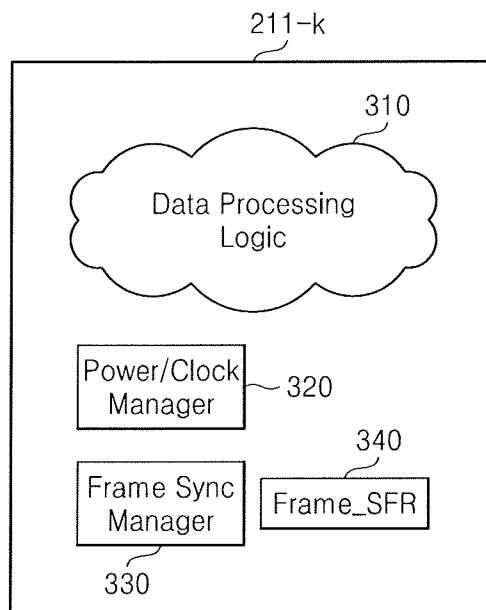 211-k
310
Data Processing
Logic
Power/Clock
Manager
320
340
Frame Sync
Manager
Frame_SFR
330